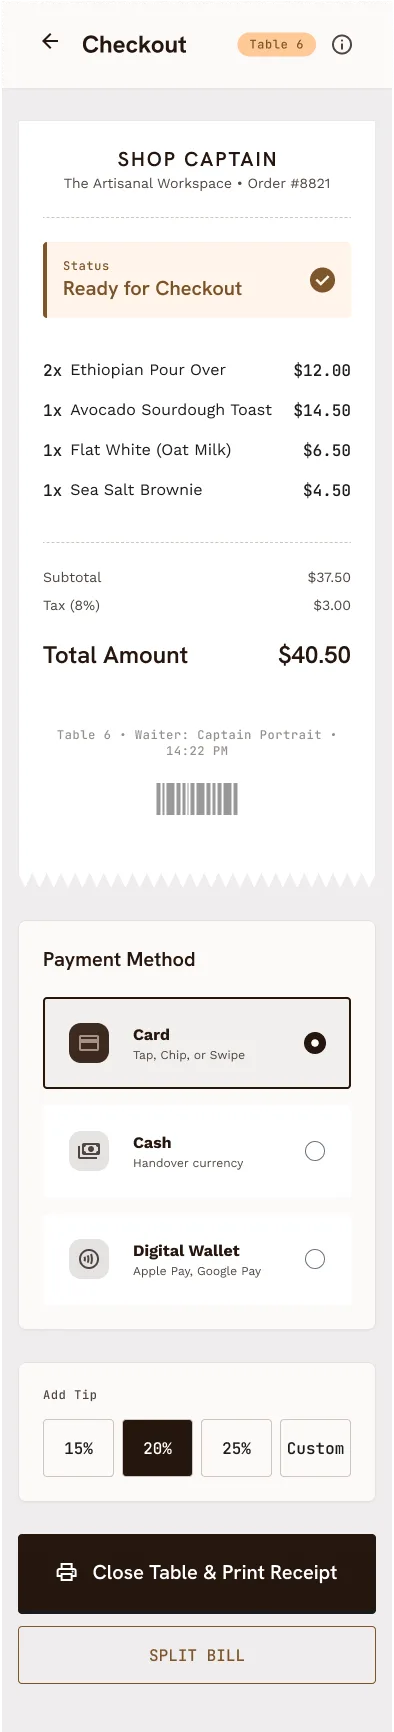 Checkout
Table 6
SHOP CAPTAIN
The Artisanal Workspace • Order #8821
Status
Ready for Checkout
2x Ethiopian Pour Over $12.00
1x Avocado Sourdough Toast $14.50
1x Flat White (Oat Milk) $6.50
1x Sea Salt Brownie $4.50
Subtotal $37.50
Tax (8%) $3.00
Total Amount $40.50
Table 6 • Waiter: Captain Portrait •
14:22 PM
Payment Method
Card
Tap, Chip, or Swipe
Cash
Handover currency
Digital Wallet
Apple Pay, Google Pay
Add Tip
15% 20% 25% Custom
Close Table & Print Receipt
SPLIT BILL